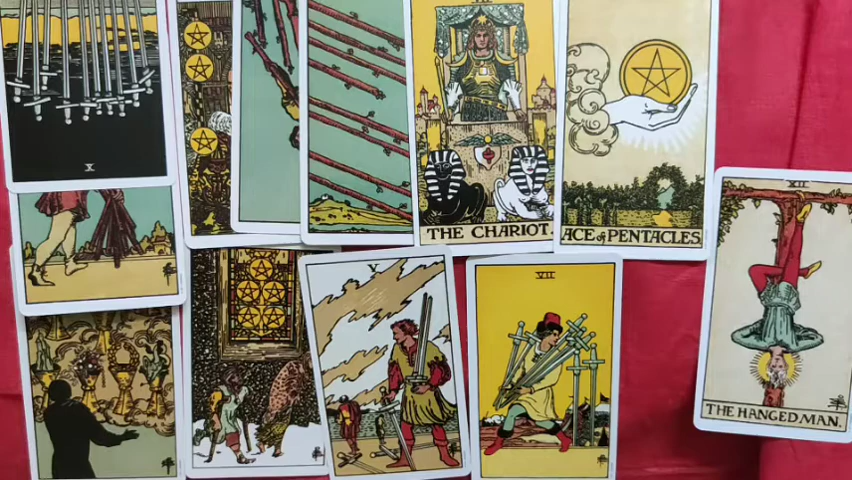 X
THE CHARIOT.
ACE of PENTACLES.
XII
THE HANGED MAN.
V
VII